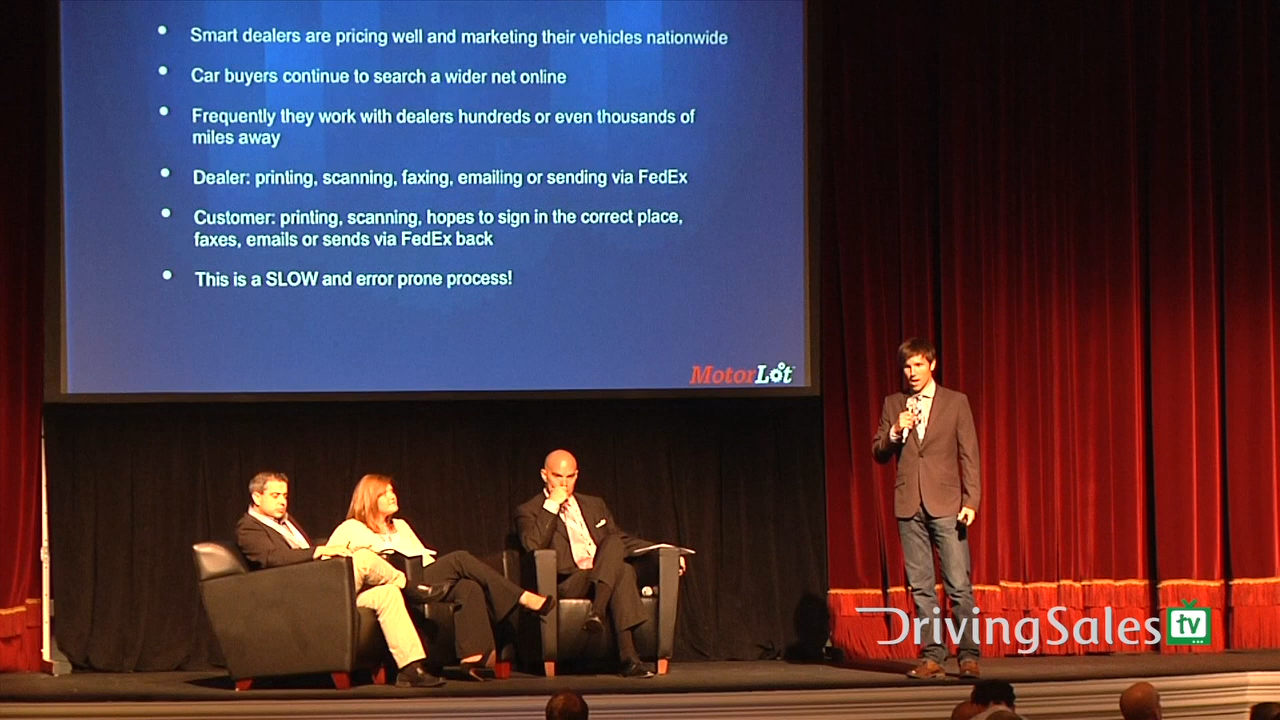 Smart dealers are pricing well and marketing their vehicles nationwide
Car buyers continue to search a wider net online
Frequently they work with dealers hundreds or even thousands of
miles away
Dealer: printing, scanning, faxing, emailing or sending via FedEx
Customer: printing, scanning, hopes to sign in the correct place,
faxes, emails or sends via FedEx back
This is a SLOW and error prone process!
MotorLot
DrivingSales tv